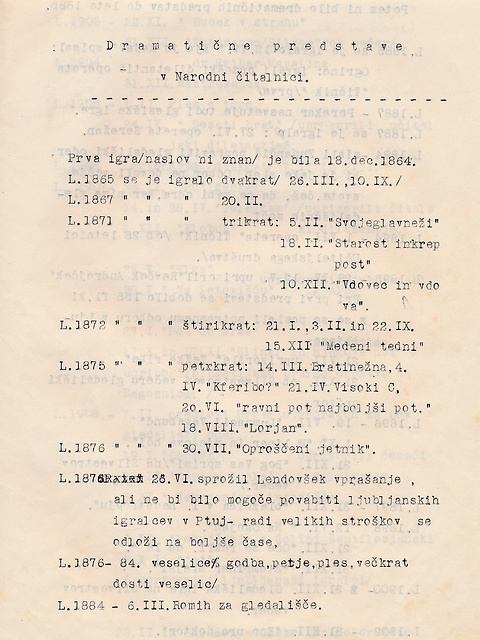 Dramatične predstave
v Narodni čitalnici.
Prva igra/naslov ni znan/ je bila 18.dec.1864.
L.1865 se je igralo dvakrat/ 26.III.,10.IX./
L.1867 " " " 20.II.
L.1871 " " " trikrat: 5.II."Svojeglavneži"
18.II."Starost inkrep
post"
10.XII."Vdovec in vdo
va".
L.1872 " " " štirikrat: 21.I.,3.II.in 22.IX.
15.XII "Medeni tedni"
L.1875 " " " petrkrat: 14.III.Bratinežna,4.
IV."Kferibo?" 21.IV.Visoki C,
20.VI. "ravni pot najboljši pot."
18.VIII."Lorjan".
L.1876 " " " 30.VII."Oproščeni jetnik".
L.1876 26.VI.sprožil Lendovšek vprašanje ,
ali ne bi bilo mogoče povabiti ljubljanskih
igralcev v Ptuj- radi velikih stroškov se
odloži na boljše čase,
L.1876- 84. veselice/ godba,petje,ples,večkrat
dosti veselic/
L.1884 - 6.III.Romih za gledališče.